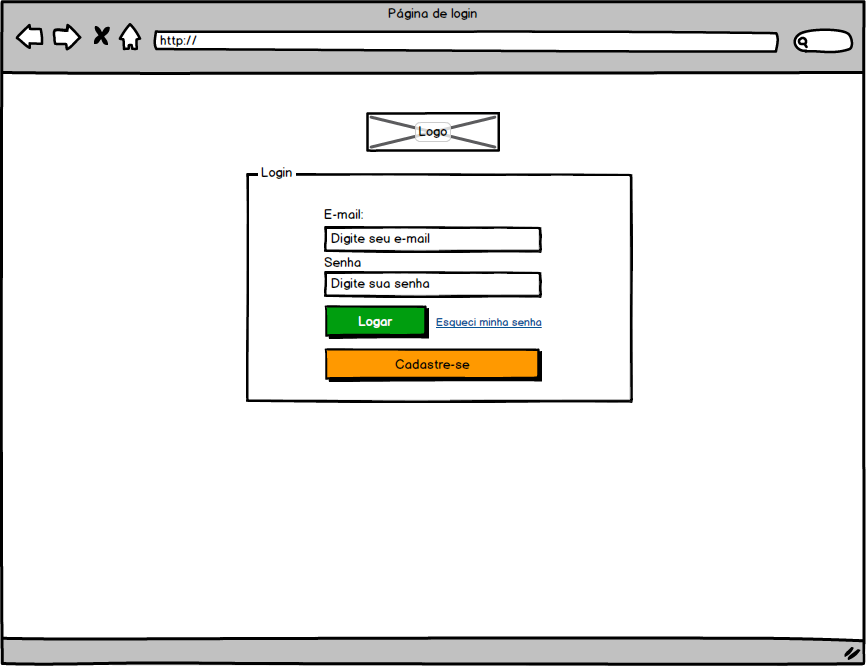 Página de login
http://
Logo
Login
E-mail:
Digite seu e-mail
Senha
Digite sua senha
Logar
Esqueci minha senha
Cadastre-se